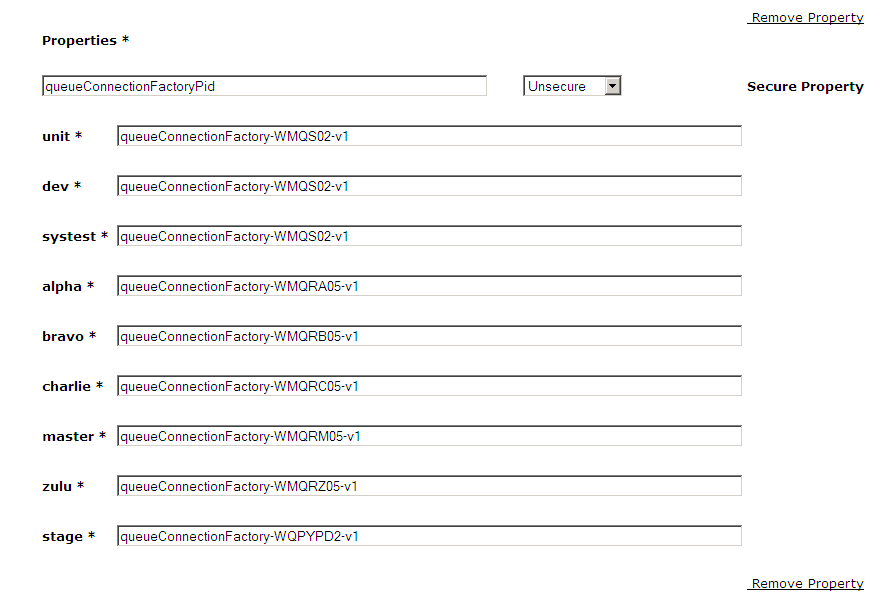 Remove Property
Properties *
queueConnectionFactoryPid Unsecure Secure Property
unit * queueConnectionFactory-WMQS02-v1
dev * queueConnectionFactory-WMQS02-v1
systest * queueConnectionFactory-WMQS02-v1
alpha * queueConnectionFactory-WMQRA05-v1
bravo * queueConnectionFactory-WMQRB05-v1
charlie * queueConnectionFactory-WMQRC05-v1
master * queueConnectionFactory-WMQRM05-v1
zulu * queueConnectionFactory-WMQRZ05-v1
stage * queueConnectionFactory-WQPYPD2-v1
Remove Property